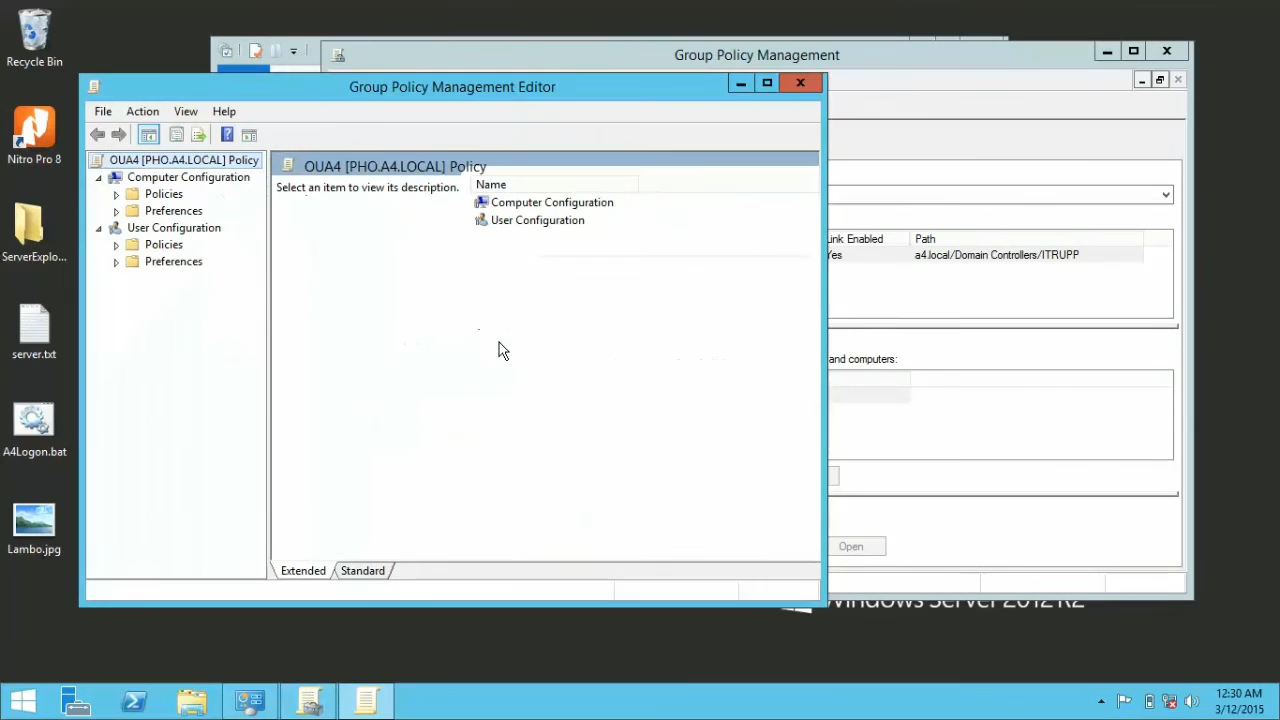 Recycle Bin
Nitro Pro 8
ServerExplo...
server.txt
A4Logon.bat
Lambo.jpg
Group Policy Management
Group Policy Management Editor
File Action View Help
OUA4 [PHO.A4.LOCAL] Policy
Computer Configuration
Policies
Preferences
User Configuration
Policies
Preferences
OUA4 [PHO.A4.LOCAL] Policy
Select an item to view its description.
Name
Computer Configuration
User Configuration
Extended Standard
Link Enabled Path
Yes a4.local/Domain Controllers/ITRUPP
and computers:
Open
Windows Server 2012 R2
12:30 AM
3/12/2015